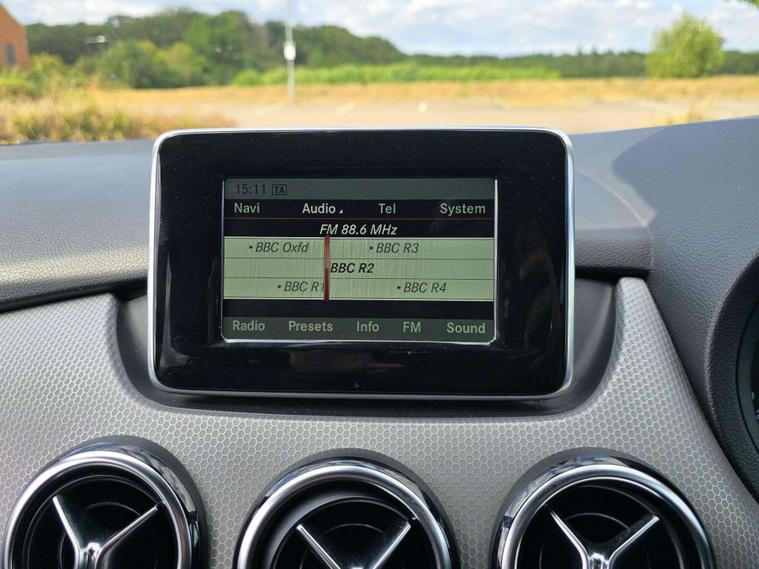 15:11 TA
Navi Audio Tel System
FM 88.6 MHz
• BBC Oxfd • BBC R3
BBC R2
• BBC R1 • BBC R4
Radio Presets Info FM Sound